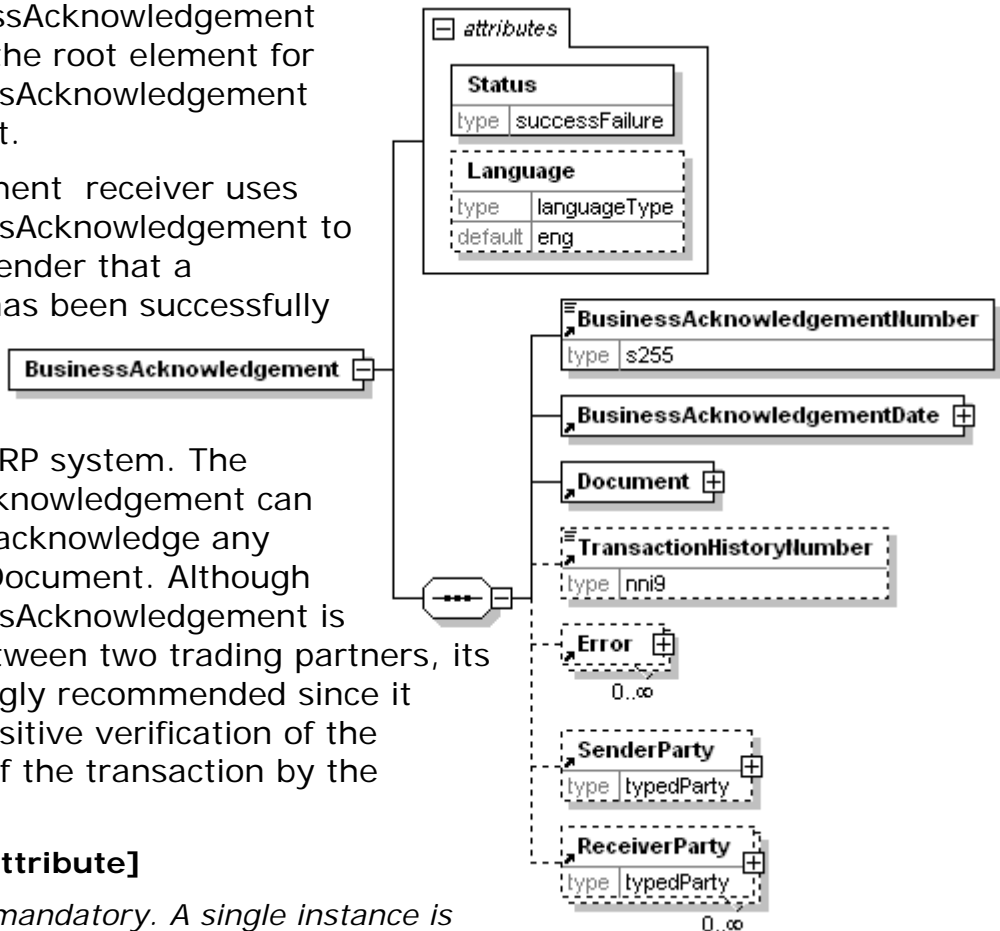 ssAcknowledgement
the root element for
sAcknowledgement
t.
nent receiver uses
sAcknowledgement to
ender that a
nas been successfully
RP system. The
knowledgement can
acknowledge any
Document. Although
sAcknowledgement is
tween two trading partners, its
gly recommended since it
sitive verification of the
f the transaction by the
ttribute]
mandatory. A single instance is
attributes
Status
type successFailure
Language
type languageType
default eng
BusinessAcknowledgement
BusinessAcknowledgementNumber
type s255
BusinessAcknowledgementDate
Document
TransactionHistoryNumber
type nni9
Error
0..∞
SenderParty
type typedParty
ReceiverParty
type typedParty
0..∞